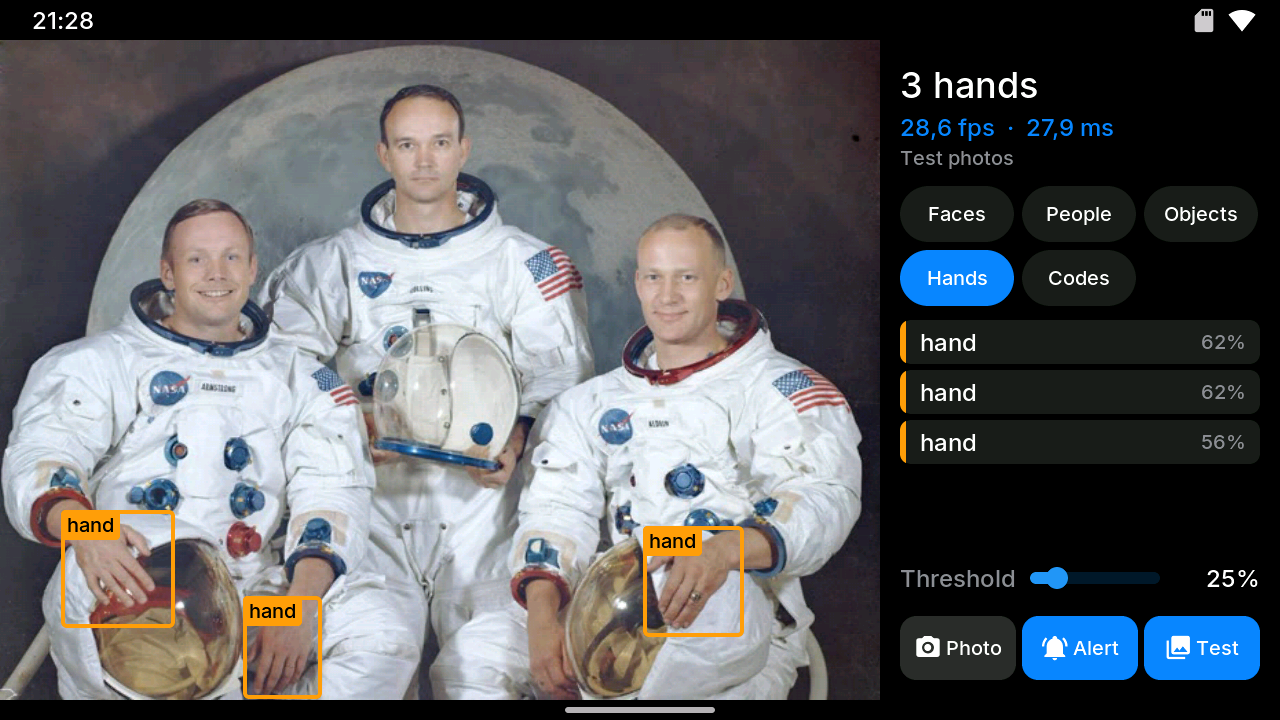 21:28
3 hands
28,6 fps · 27,9 ms
Test photos
Faces
People
Objects
Hands
Codes
hand 62%
hand 62%
hand 56%
Threshold 25%
Photo
Alert
Test
NASA
NASA
ARMSTRONG
NASA
hand
hand
hand